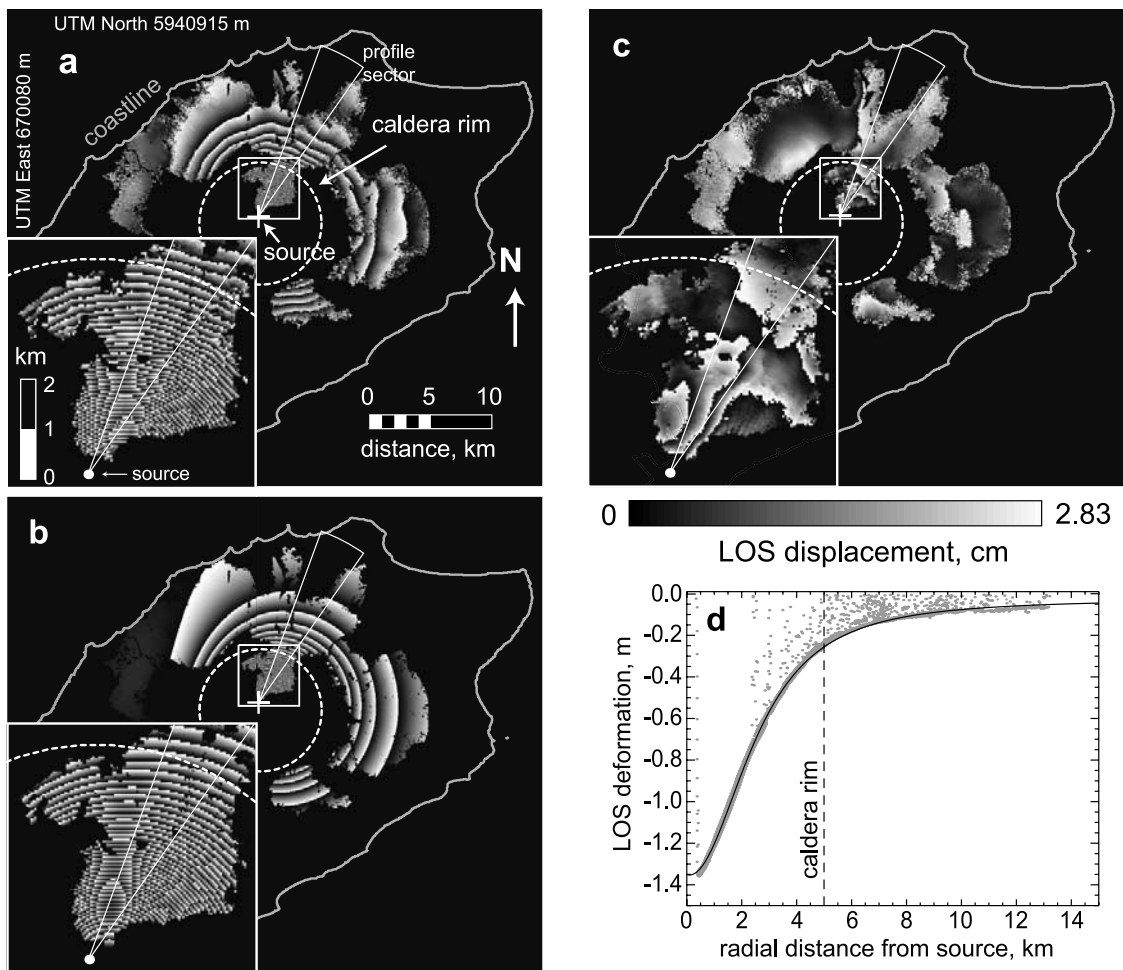 UTM North 5940915 m
UTM East 670080 m
a
profile
sector
coastline
caldera rim
source
N
km
2
1
0
source
0 5 10
distance, km
c
b
0 2.83
LOS displacement, cm
d
0.0
-0.2
-0.4
-0.6
-0.8
-1.0
-1.2
-1.4
LOS deformation, m
caldera rim
0 2 4 6 8 10 12 14
radial distance from source, km